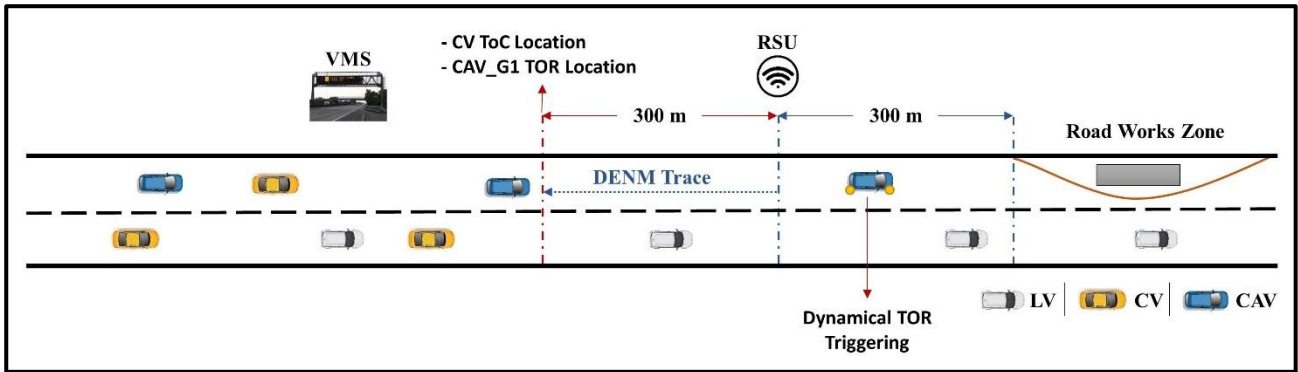 - CV ToC Location
- CAV_G1 TOR Location
VMS
RSU
300 m
300 m
Road Works Zone
DENM Trace
LV
CV
CAV
Dynamical TOR
Triggering